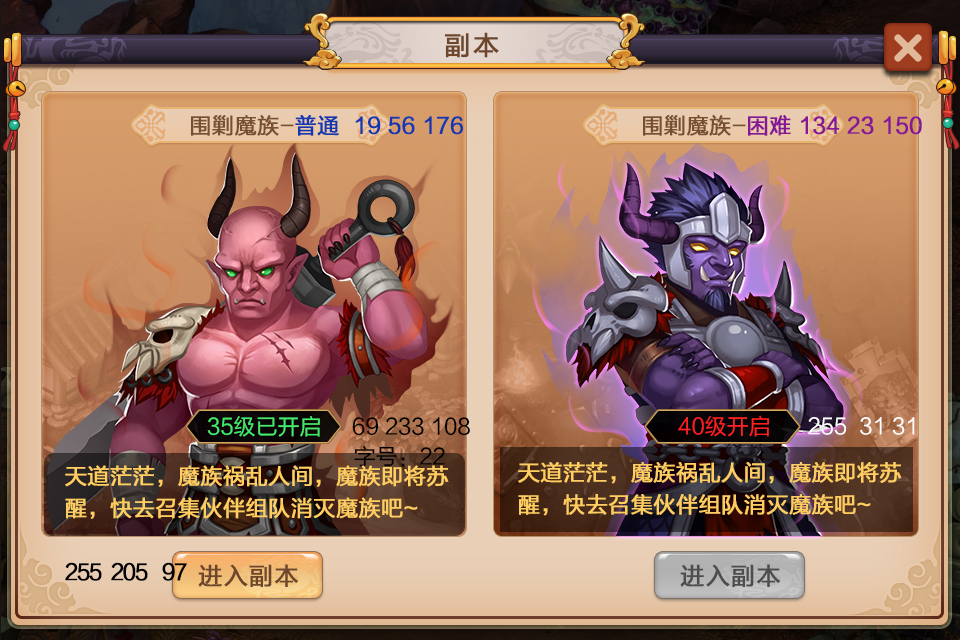 副本
围剿魔族-普通 19 56 176
围剿魔族-困难 134 23 150
35级已开启 69 233 108
字号：22
天道茫茫，魔族祸乱人间，魔族即将苏
醒，快去召集伙伴组队消灭魔族吧~
40级开启 255 31 31
天道茫茫，魔族祸乱人间，魔族即将苏
醒，快去召集伙伴组队消灭魔族吧~
255 205 97 进入副本
进入副本